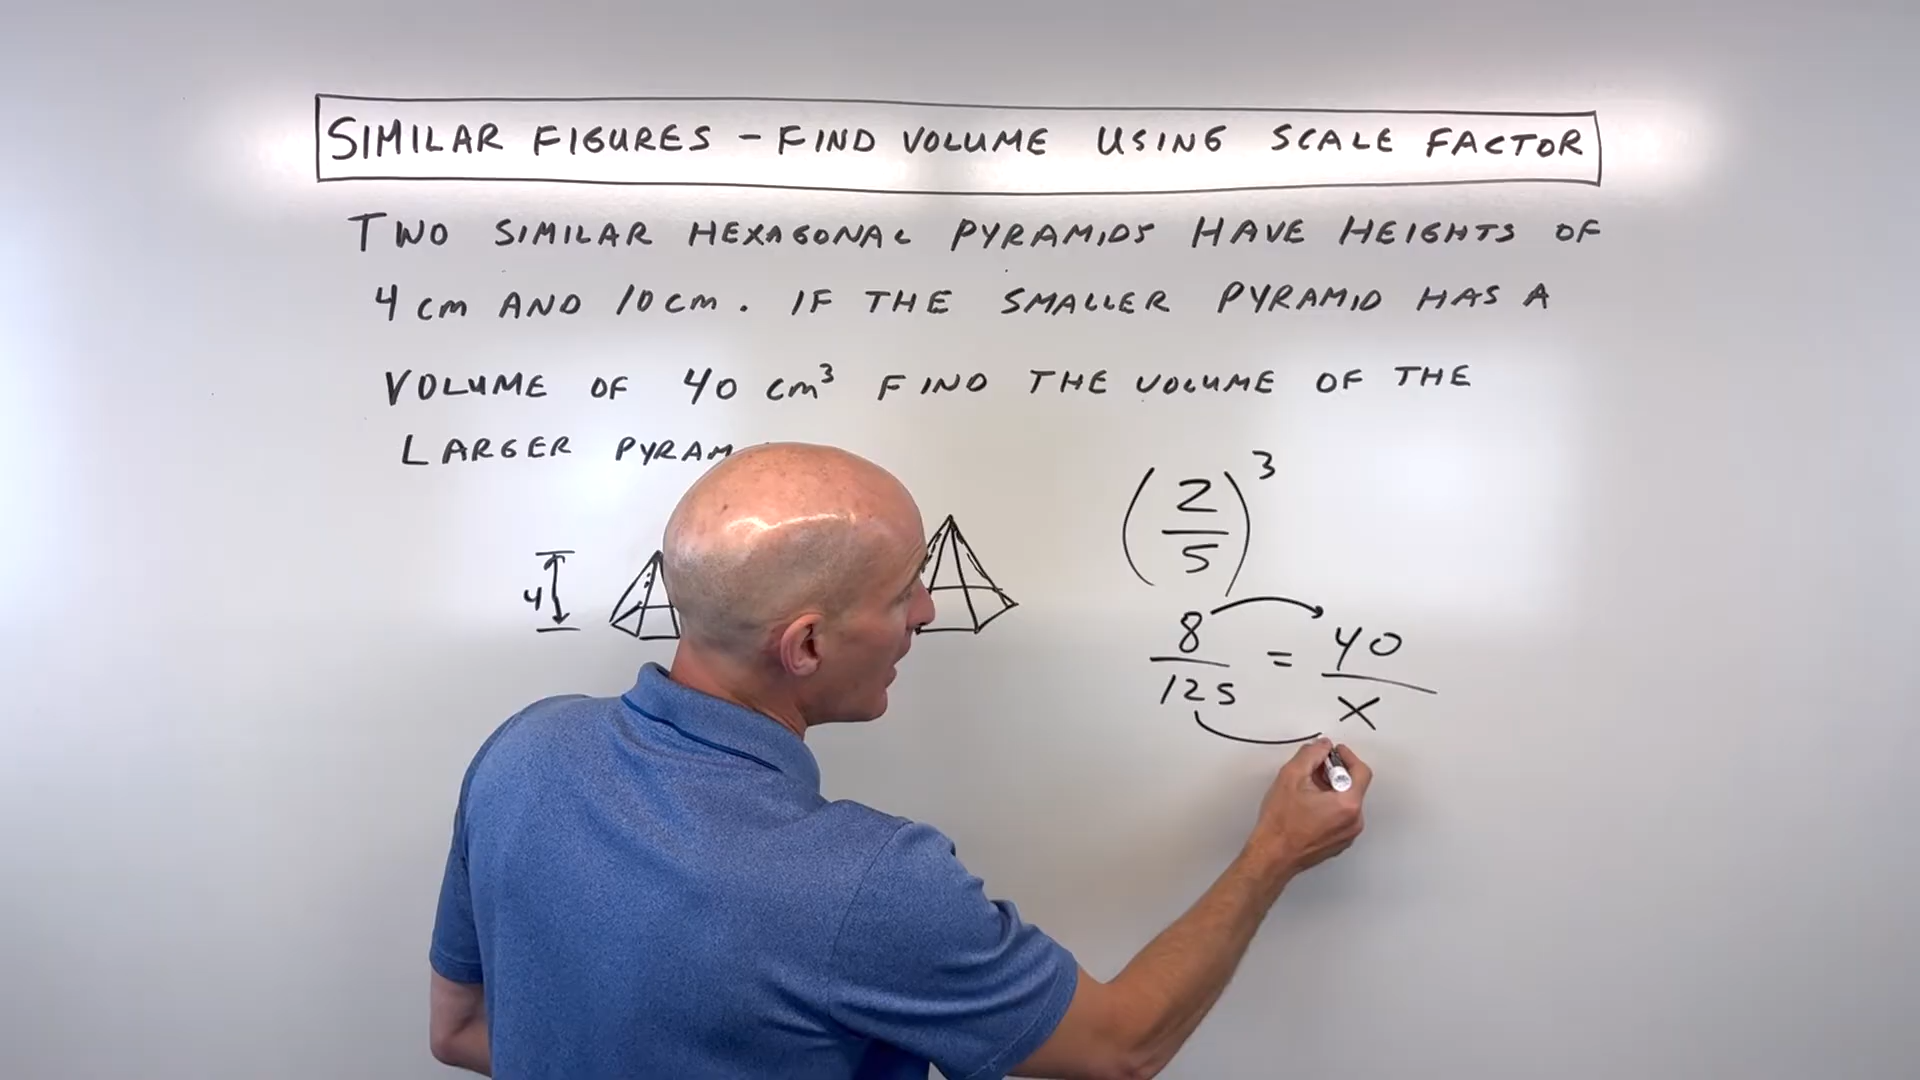 SIMILAR FIGURES - FIND VOLUME USING SCALE FACTOR
TWO SIMILAR HEXAGONAL PYRAMIDS HAVE HEIGHTS OF
4 cm AND 10 cm. IF THE SMALLER PYRAMID HAS A
VOLUME OF 40 cm³ FIND THE VOLUME OF THE
LARGER
4
(2/5)³
8/125 = 40/X